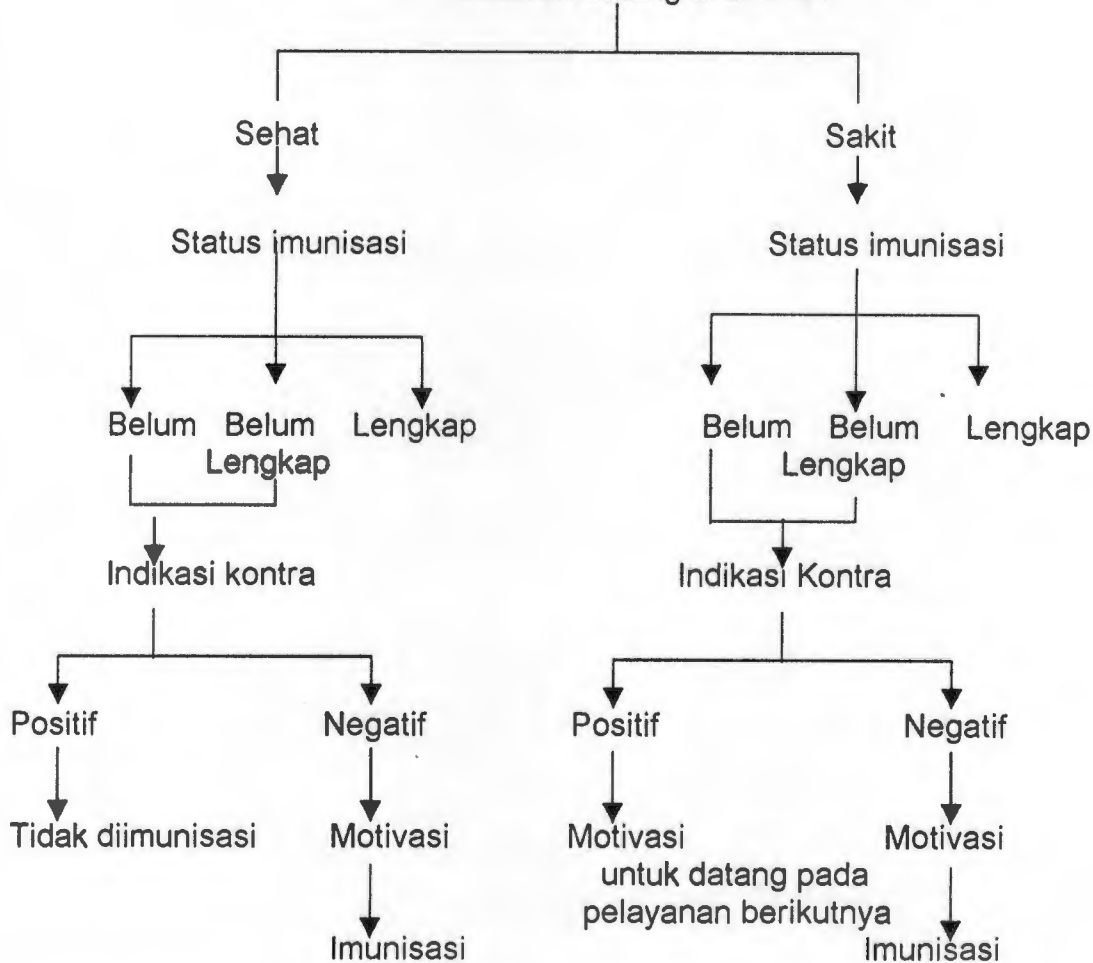 Sehat
Sakit
Status imunisasi
Status imunisasi
Belum
Belum
Lengkap
Lengkap
Belum
Belum
Lengkap
Lengkap
Indikasi kontra
Indikasi Kontra
Positif
Negatif
Positif
Negatif
Tidak diimunisasi
Motivasi
Motivasi
untuk datang pada
pelayanan berikutnya
Motivasi
Imunisasi
Imunisasi